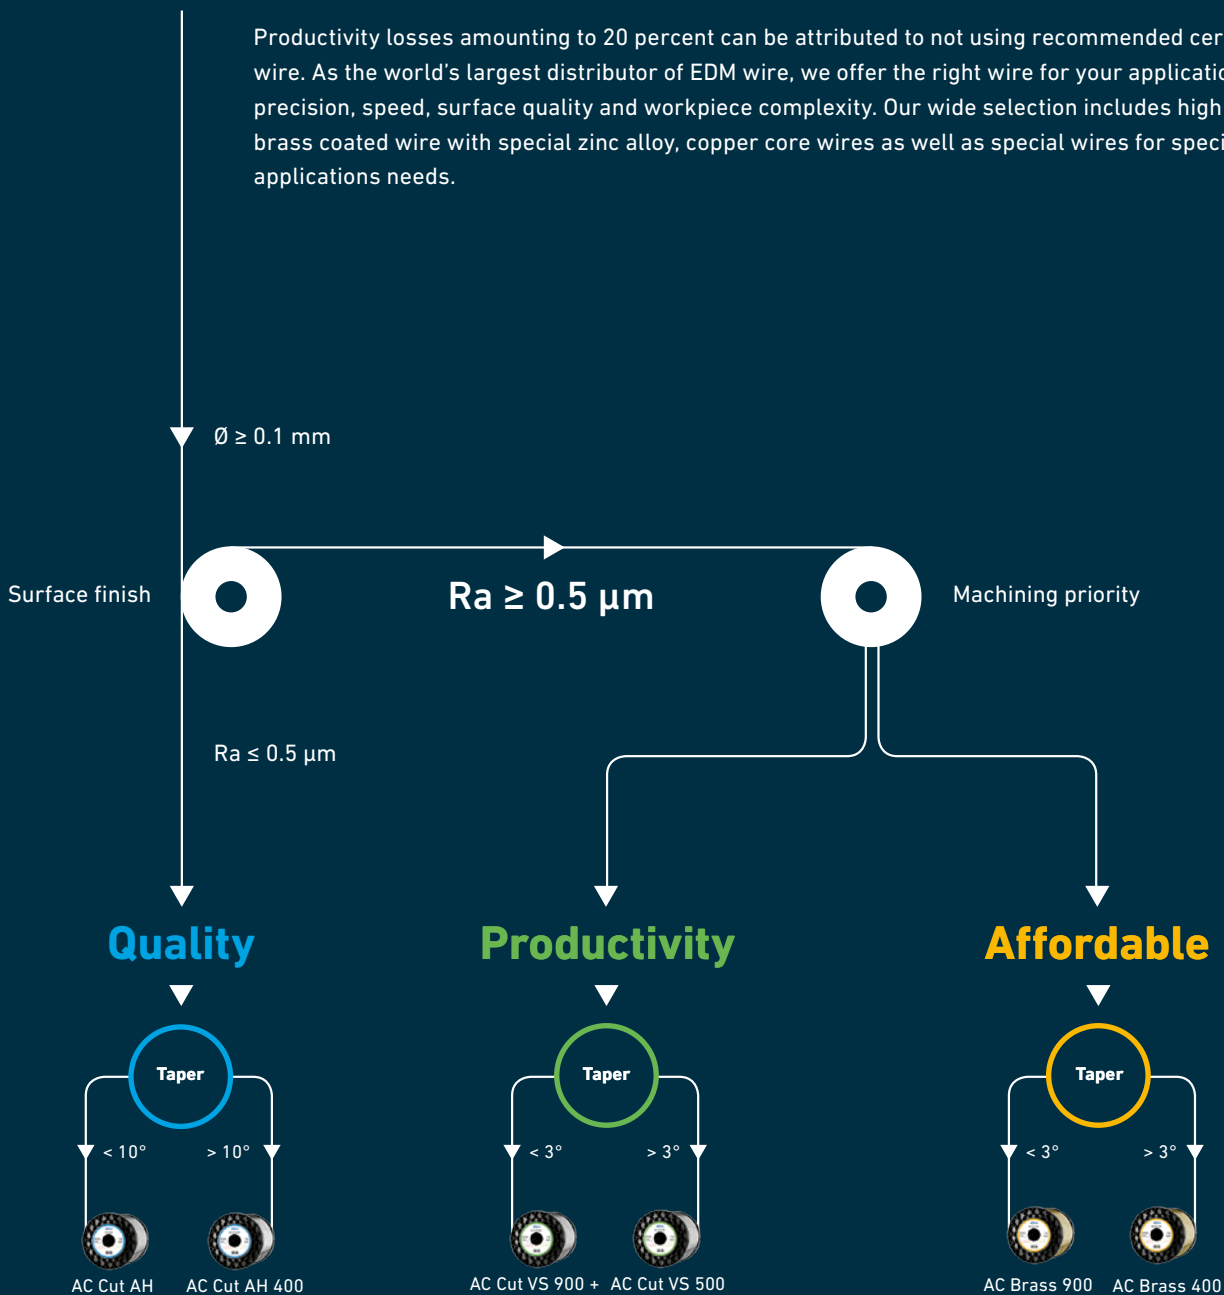 Productivity losses amounting to 20 percent can be attributed to not using recommended cer
wire. As the world's largest distributor of EDM wire, we offer the right wire for your applicatio
precision, speed, surface quality and workpiece complexity. Our wide selection includes high
brass coated wire with special zinc alloy, copper core wires as well as special wires for speci
applications needs.
Ø ≥ 0.1 mm
Surface finish
Ra ≥ 0.5 µm
Machining priority
Ra ≤ 0.5 µm
Quality
Productivity
Affordable
Taper
Taper
Taper
< 10°
> 10°
< 3°
> 3°
< 3°
> 3°
AC Cut AH
AC Cut AH 400
AC Cut VS 900 +
AC Cut VS 500
AC Brass 900
AC Brass 400